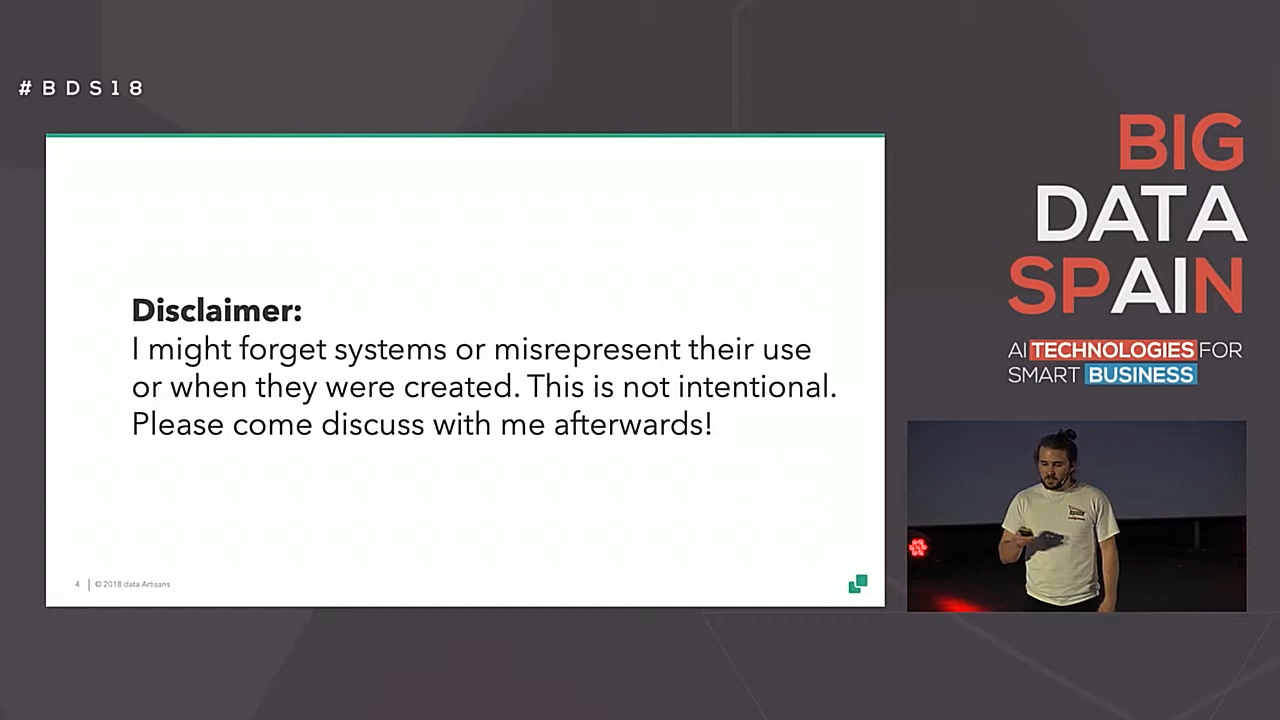 #BDS18
Disclaimer:
I might forget systems or misrepresent their use
or when they were created. This is not intentional.
Please come discuss with me afterwards!
4 | © 2018 data Artisans
BIG
DATA
SPAIN
AI TECHNOLOGIES FOR
SMART BUSINESS